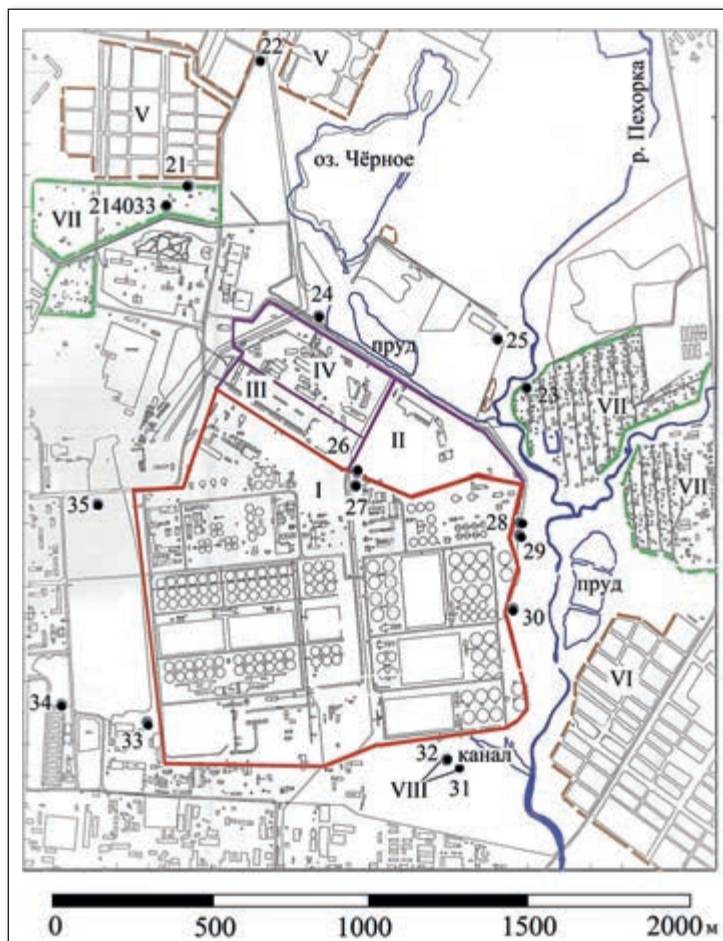 22
V
V
р. Пехорка
оз. Чёрное
21
214033
VII
24
25
пруд
IV
23
VII
III
II
26
VII
I
27
35
28
29
пруд
30
VI
34
33
32
канал
VIII
31
0 500 1000 1500 2000 м